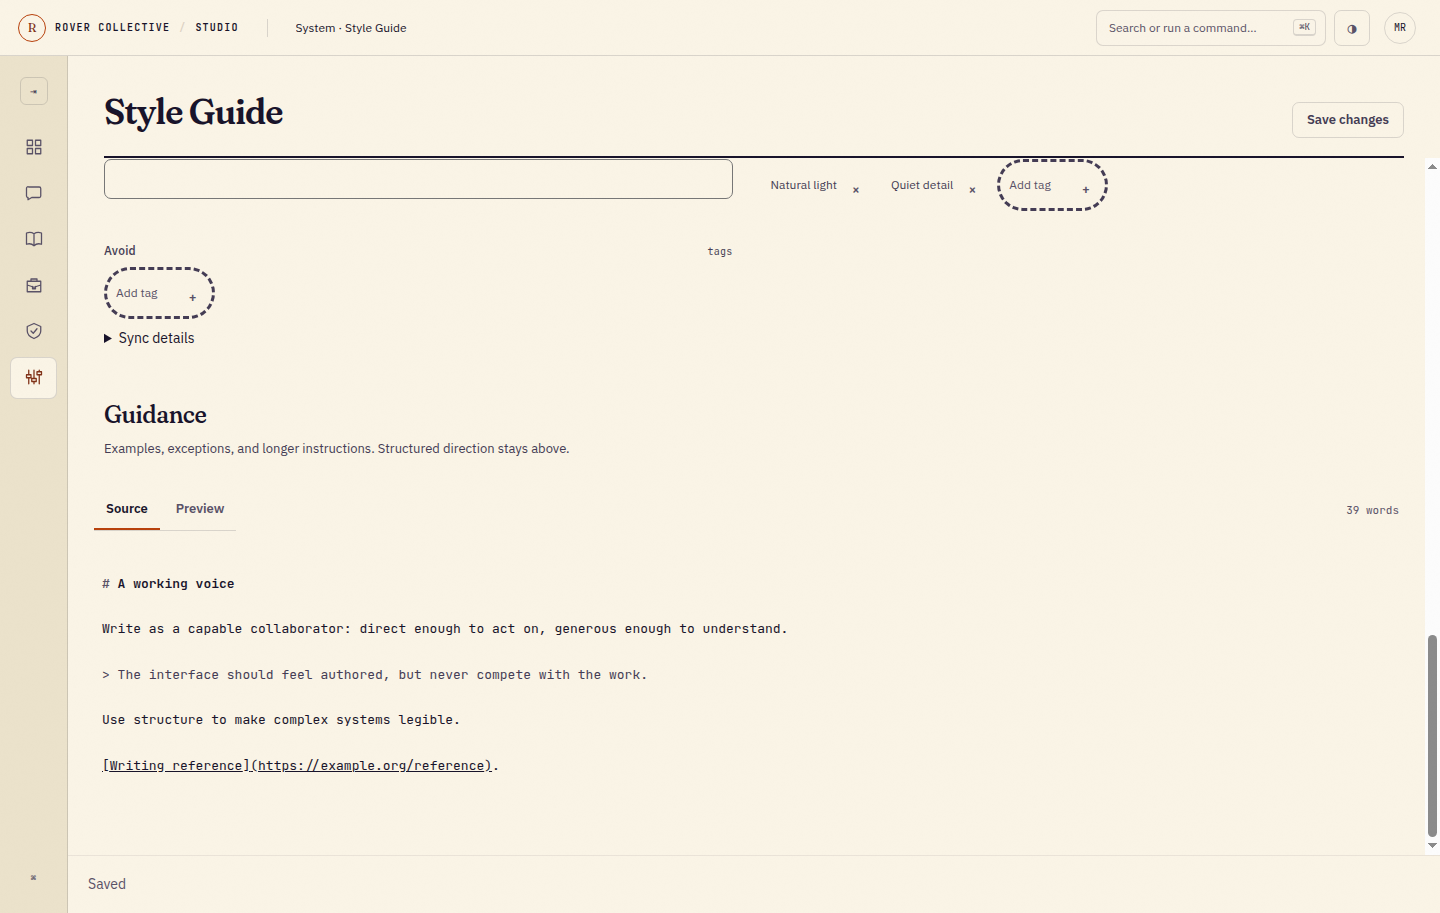 R ROVER COLLECTIVE / STUDIO System · Style Guide Search or run a command... ⌘K ◑ MR
Style Guide
Save changes
Natural light × Quiet detail × Add tag +
Avoid tags
Add tag +
▶ Sync details
Guidance
Examples, exceptions, and longer instructions. Structured direction stays above.
Source Preview 39 words
# A working voice
Write as a capable collaborator: direct enough to act on, generous enough to understand.
> The interface should feel authored, but never compete with the work.
Use structure to make complex systems legible.
[Writing reference](https://example.org/reference).
⌘
Saved